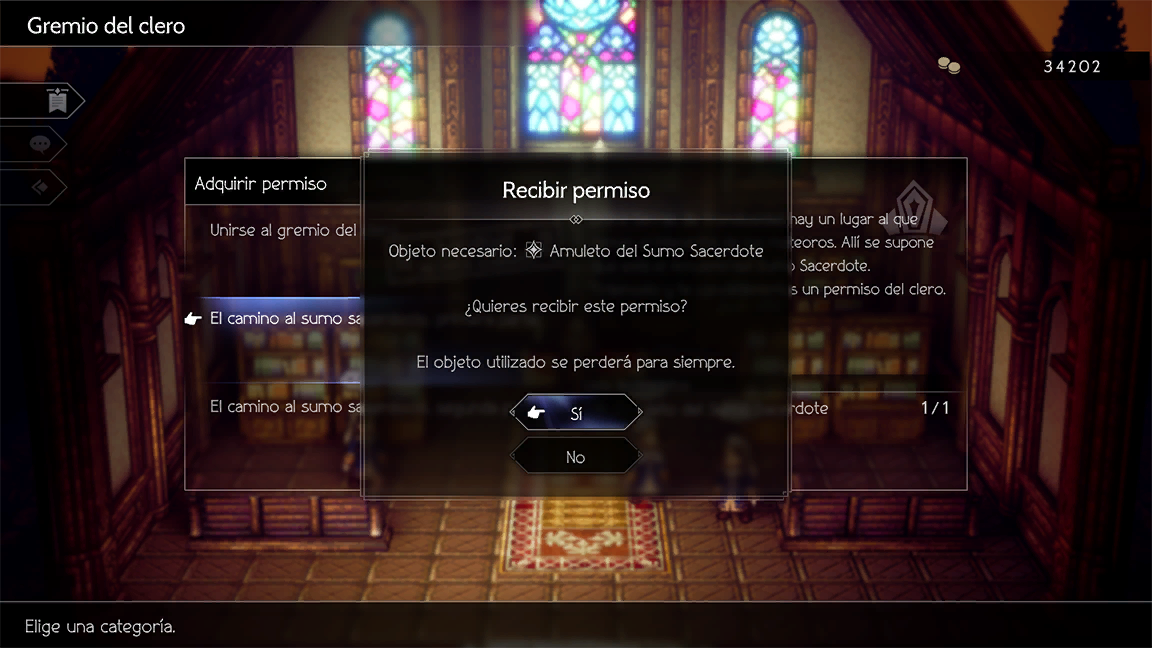 Gremio del clero
34202
Adquirir permiso
Unirse al gremio del
El camino al sumo
El camino al sumo
Recibir permiso
Objeto necesario: Amuleto del Sumo Sacerdote
¿Quieres recibir este permiso?
El objeto utilizado se perderá para siempre.
Sí
No
hay un lugar al que
teoros. Allí se supone
Sacerdote.
s un permiso del clero.
rdote 1/1
Elige una categoría.